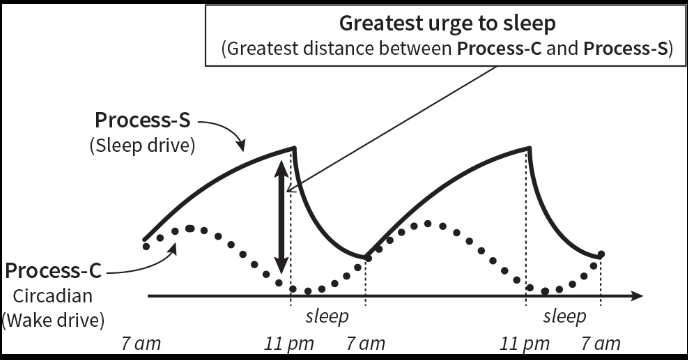 Greatest urge to sleep
(Greatest distance between Process-C and Process-S)
Process-S
(Sleep drive)
Process-C
Circadian
(Wake drive)
sleep
sleep
7 am
11 pm
7 am
11 pm
7 am